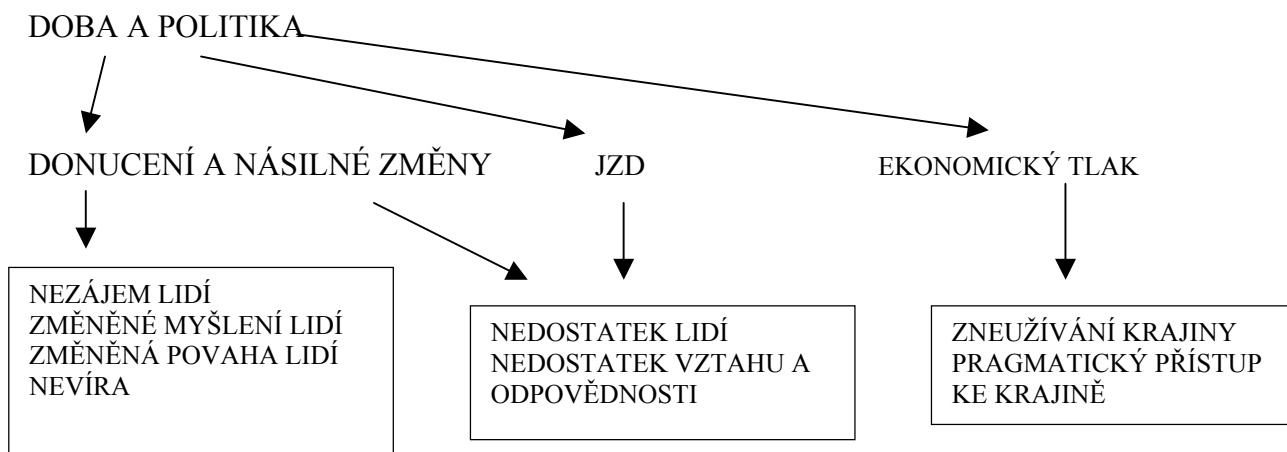 DOBA A POLITIKA
DONUCENÍ A NÁSILNÉ ZMĚNY JZD EKONOMICKÝ TLAK
NEZÁJEM LIDÍ
ZMĚNĚNÉ MYŠLENÍ LIDÍ
ZMĚNĚNÁ POVAHA LIDÍ
NEVÍRA
NEDOSTATEK LIDÍ
NEDOSTATEK VZTAHU A
ODPOVĚDNOSTI
ZNEUŽÍVÁNÍ KRAJINY
PRAGMATICKÝ PŘÍSTUP
KE KRAJINĚ